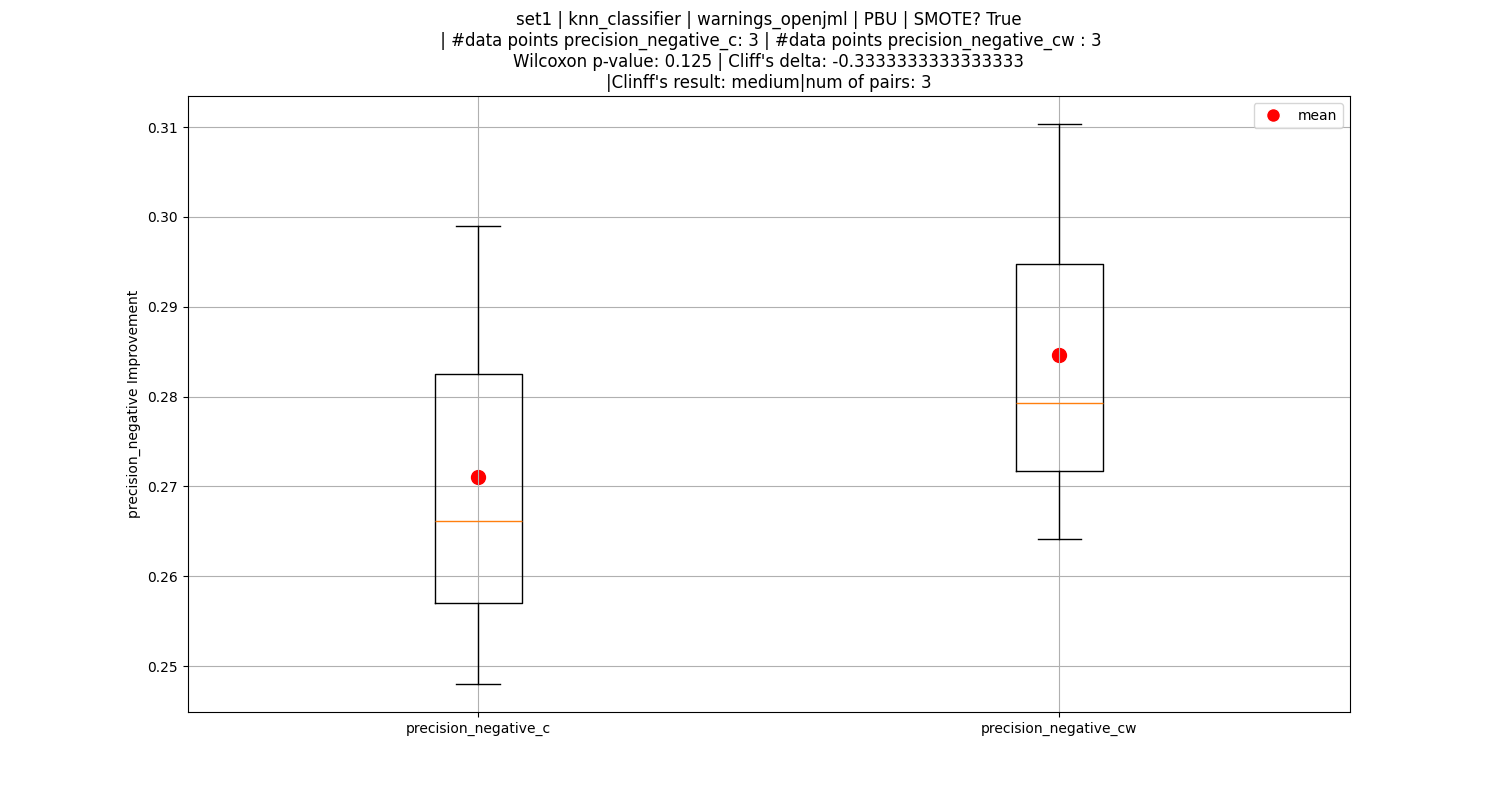 set1 | knn_classifier | warnings_openjml | PBU | SMOTE? True
| #data points precision_negative_c: 3 | #data points precision_negative_cw : 3
Wilcoxon p-value: 0.125 | Cliff's delta: -0.3333333333333333
|Clinff's result: medium|num of pairs: 3
mean
0.31
0.30
0.29
0.28
0.27
0.26
0.25
precision_negative Improvement
precision_negative_c
precision_negative_cw